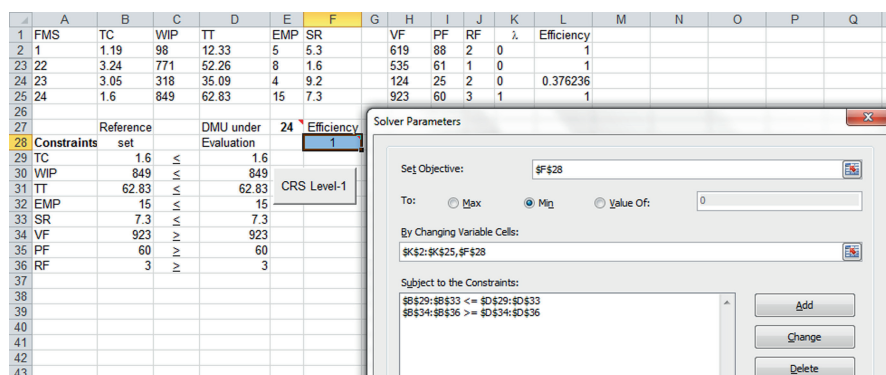 A B C D E F G H I J K L M N O P Q
1 FMS TC WIP TT EMP SR VF PF RF λ Efficiency
2 1 1.19 98 12.33 5 5.3 619 88 2 0 1
23 22 3.24 771 52.26 8 1.6 535 61 1 0 1
24 23 3.05 318 35.09 4 9.2 124 25 2 0 0.376236
25 24 1.6 849 62.83 15 7.3 923 60 3 1 1
26
27 Reference DMU under 24 Efficiency
28 Constraints set Evaluation 1
29 TC 1.6 ≤ 1.6
30 WIP 849 ≤ 849
31 TT 62.83 ≤ 62.83
32 EMP 15 ≤ 15
33 SR 7.3 ≤ 7.3
34 VF 923 ≥ 923
35 PF 60 ≥ 60
36 RF 3 ≥ 3
37
38
39
40
41
42
43
CRS Level-1
Solver Parameters
Set Objective: $F$28
To: Max Min Value Of: 0
By Changing Variable Cells:
$K$2:$K$25,$F$28
Subject to the Constraints:
$B$29:$B$33 <= $D$29:$D$33
$B$34:$B$36 >= $D$34:$D$36
Add
Change
Delete